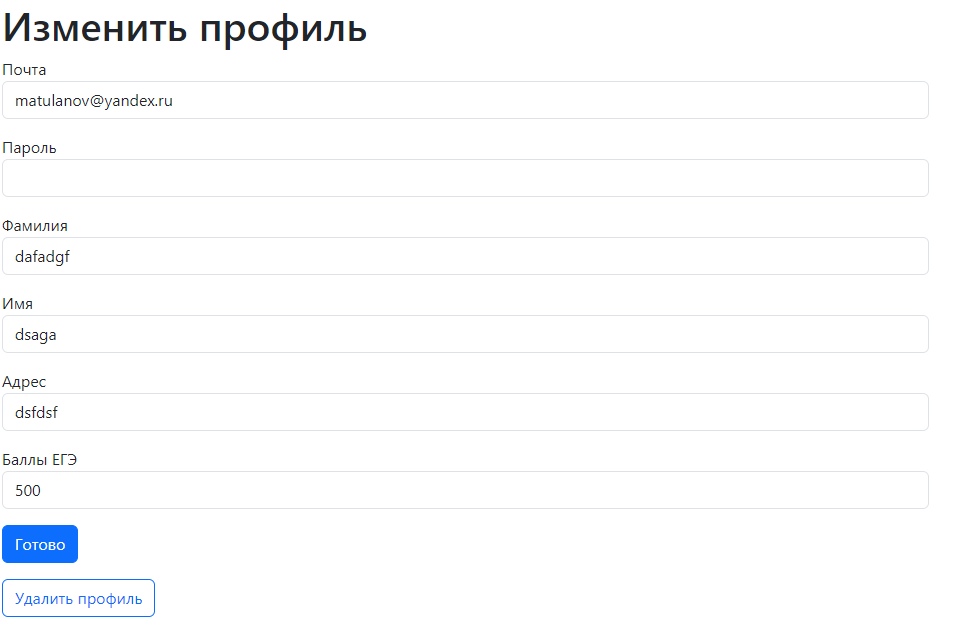 Изменить профиль
Почта
matulanov@yandex.ru
Пароль
Фамилия
dafadgf
Имя
dsaga
Адрес
dsfdsf
Баллы ЕГЭ
500
Готово
Удалить профиль